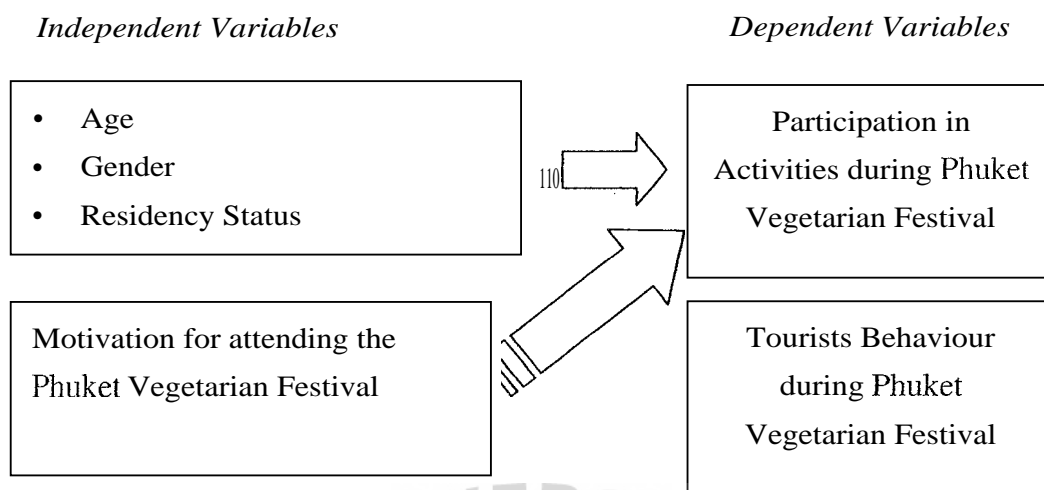 Independent Variables
Dependent Variables
• Age
• Gender
• Residency Status
110
Participation in
Activities during Phuket
Vegetarian Festival
Motivation for attending the
Phuket Vegetarian Festival
Tourists Behaviour
during Phuket
Vegetarian Festival